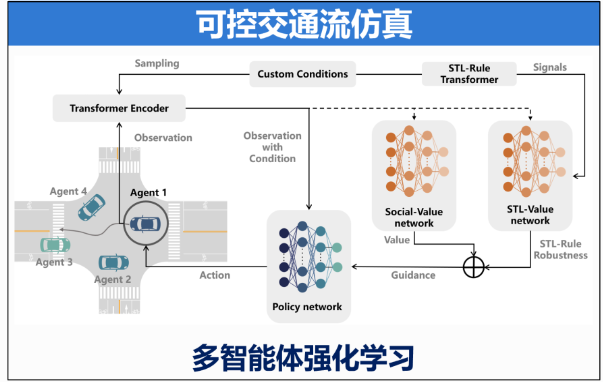 可控交通流仿真
Sampling
Custom Conditions
STL-Rule
Transformer
Signals
Transformer Encoder
Observation
Observation
with
Condition
Agent 4
Agent 1
Agent 3
Agent 2
Social-Value
network
STL-Value
network
Value
STL-Rule
Robustness
Action
Guidance
Policy network
多智能体强化学习